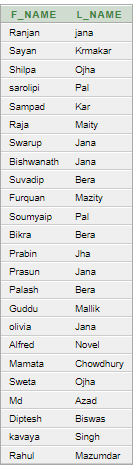 F_NAME L_NAME
Ranjan jana
Sayan Krmakar
Shilpa Ojha
sarolipi Pal
Sampad Kar
Raja Maity
Swarup Jana
Bishwanath Jana
Suvadip Bera
Furquan Mazity
Soumyaip Pal
Bikra Bera
Prabin Jha
Prasun Jana
Palash Bera
Guddu Mallik
olivia Jana
Alfred Novel
Mamata Chowdhury
Sweta Ojha
Md Azad
Diptesh Biswas
kavaya Singh
Rahul Mazumdar